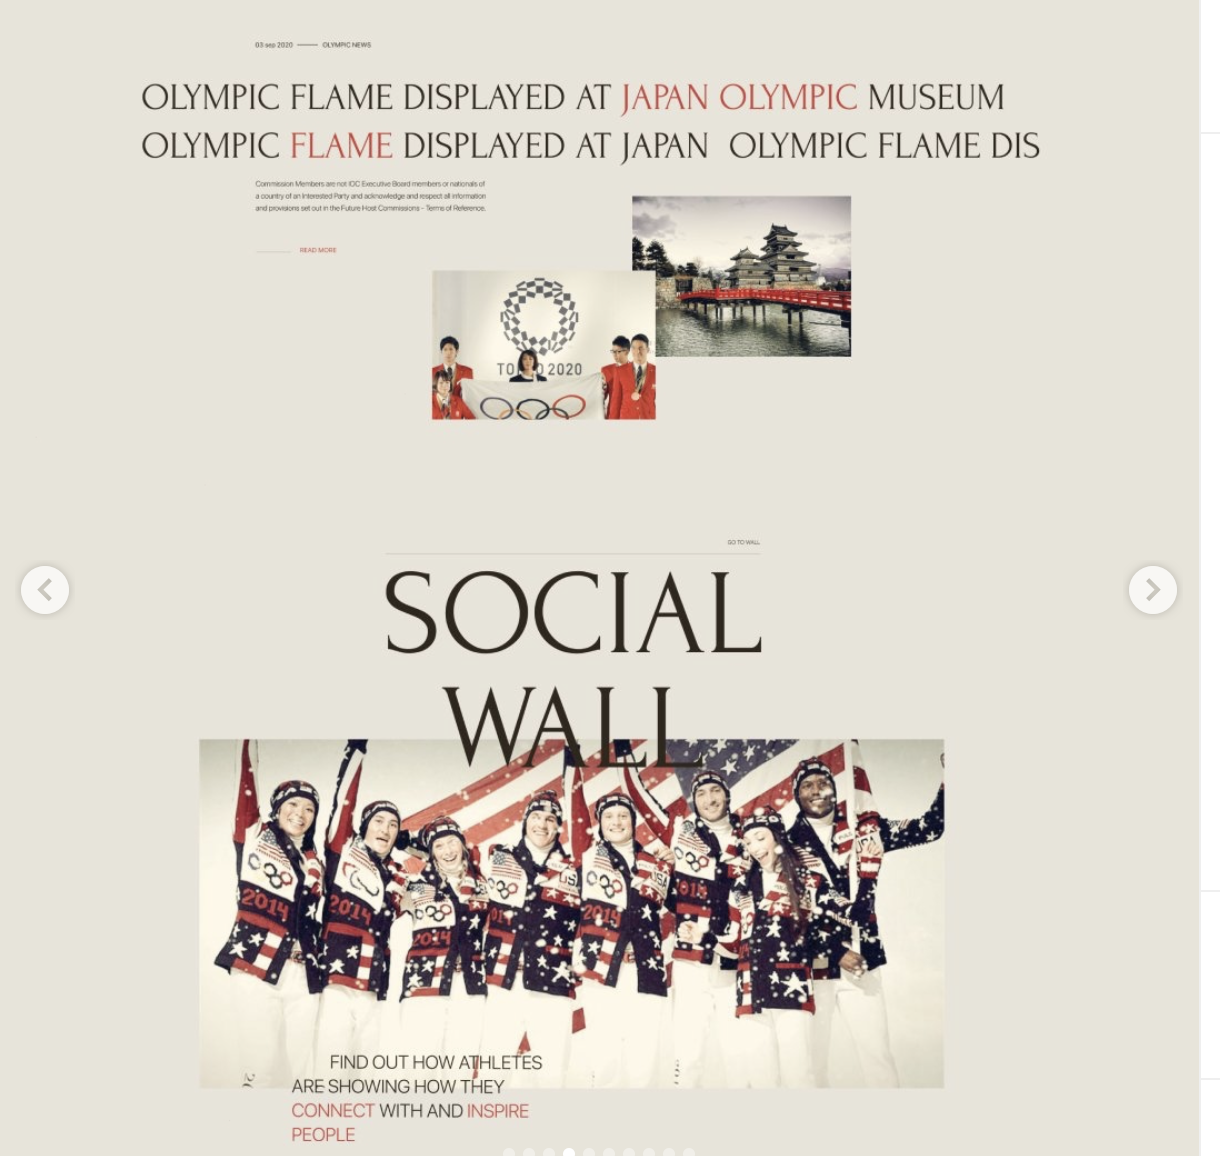 03 sep 2020 OLYMPIC NEWS
OLYMPIC FLAME DISPLAYED AT JAPAN OLYMPIC MUSEUM
OLYMPIC FLAME DISPLAYED AT JAPAN OLYMPIC FLAME DIS
Commission Members are not IOC Executive Board members or nationals of
a country of an Interested Party and acknowledge and respect all information
and provisions set out in the Future Host Commissions - Terms of Reference.
READ MORE
2020
GO TO WALL
SOCIAL
WALL
USA
USA
USA
2014
2014
2014
2014
FIND OUT HOW ATHLETES
ARE SHOWING HOW THEY
CONNECT WITH AND INSPIRE
PEOPLE